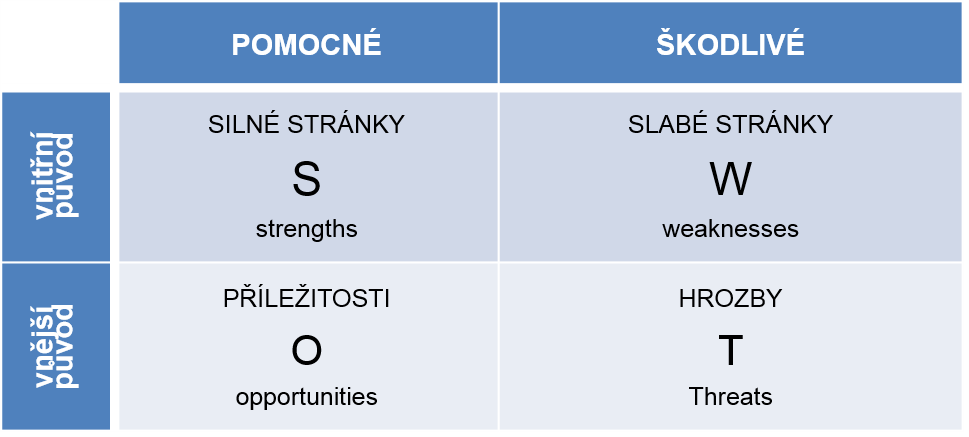 POMOCNÉ
ŠKODLIVÉ
vnitřní
původ
SILNÉ STRÁNKY
S
strengths
SLABÉ STRÁNKY
W
weaknesses
vnější
původ
PŘÍLEŽITOSTI
O
opportunities
HROZBY
T
Threats